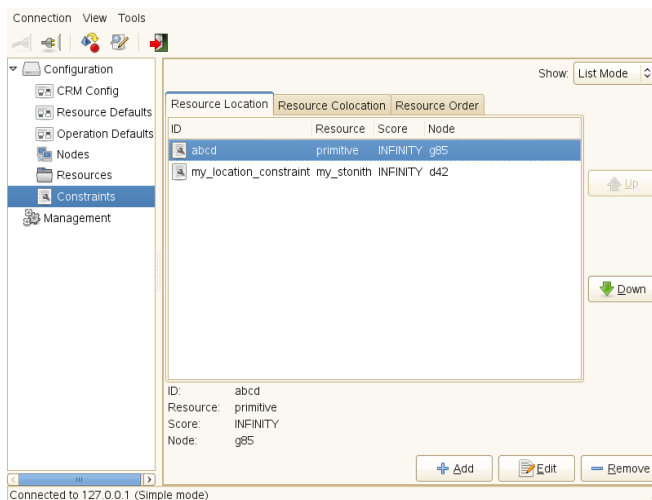 Connection View Tools
Configuration
CRM Config
Resource Defaults
Operation Defaults
Nodes
Resources
Constraints
Management
Show: List Mode
Resource Location Resource Colocation Resource Order
ID Resource Score Node
abcd primitive INFINITY g85
my_location_constraint my_stonith INFINITY d42
Up
Down
ID: abcd
Resource: primitive
Score: INFINITY
Node: g85
Add Edit Remove
Connected to 127.0.0.1 (Simple mode)